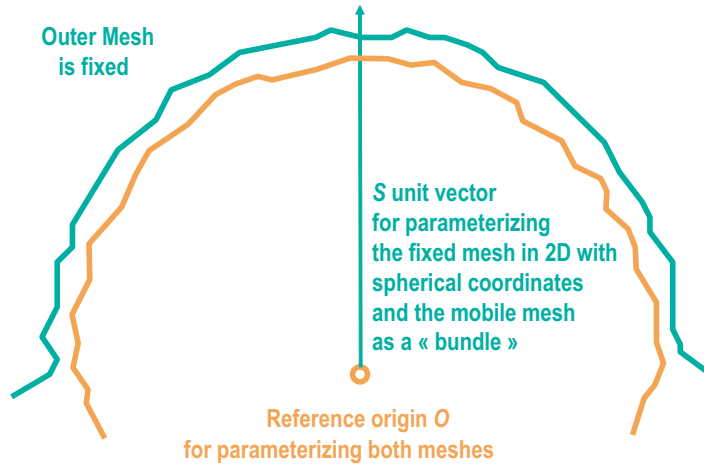 Outer Mesh
is fixed
S unit vector
for parameterizing
the fixed mesh in 2D with
spherical coordinates
and the mobile mesh
as a « bundle »
Reference origin O
for parameterizing both meshes